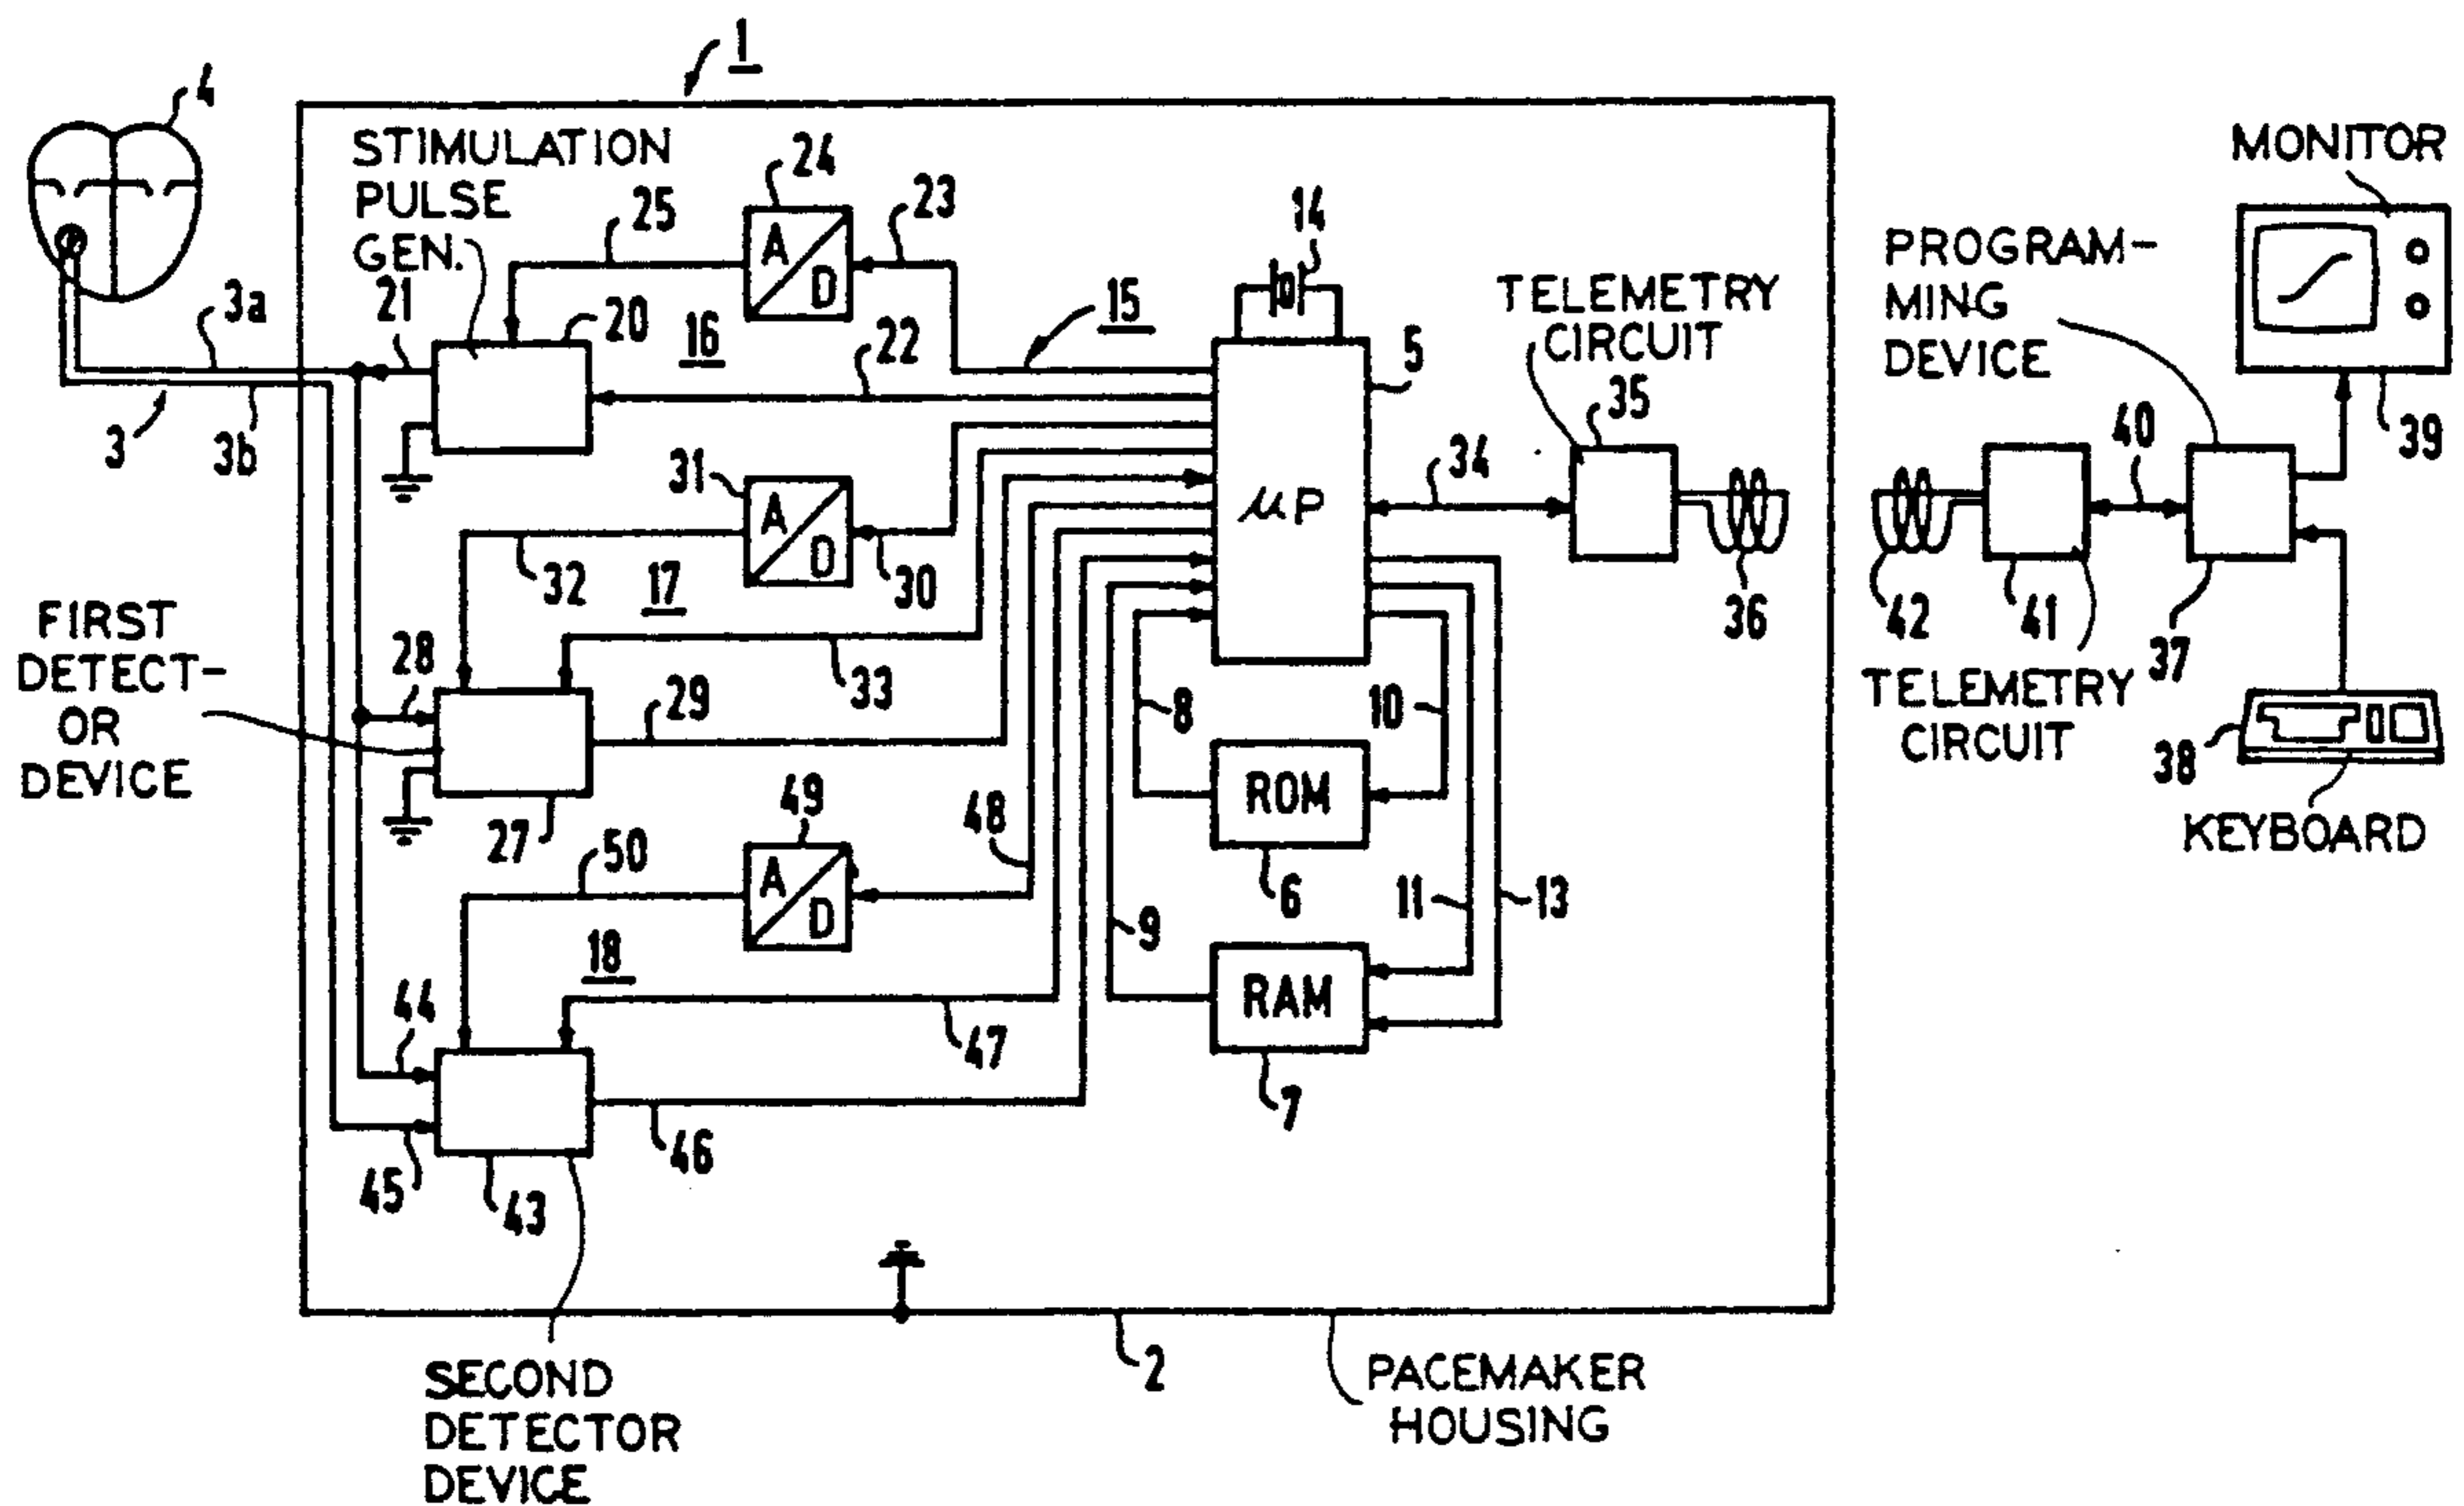 1
4
STIMULATION
PULSE
GEN.
21
3a
25
24
23
20
16
22
15
14
5
3
3b
TELEMETRY
CIRCUIT
35
34
36
A
D
μP
MONITOR
PROGRAM-
MING
DEVICE
40
39
42
41
37
TELEMETRY
CIRCUIT
38
KEYBOARD
31
A
D
30
32
17
33
FIRST
DETECT-
OR
DEVICE
28
29
27
8
10
ROM
6
9
11
13
RAM
7
50
49
A
D
48
18
44
47
45
43
46
SECOND
DETECTOR
DEVICE
2
PACEMAKER
HOUSING